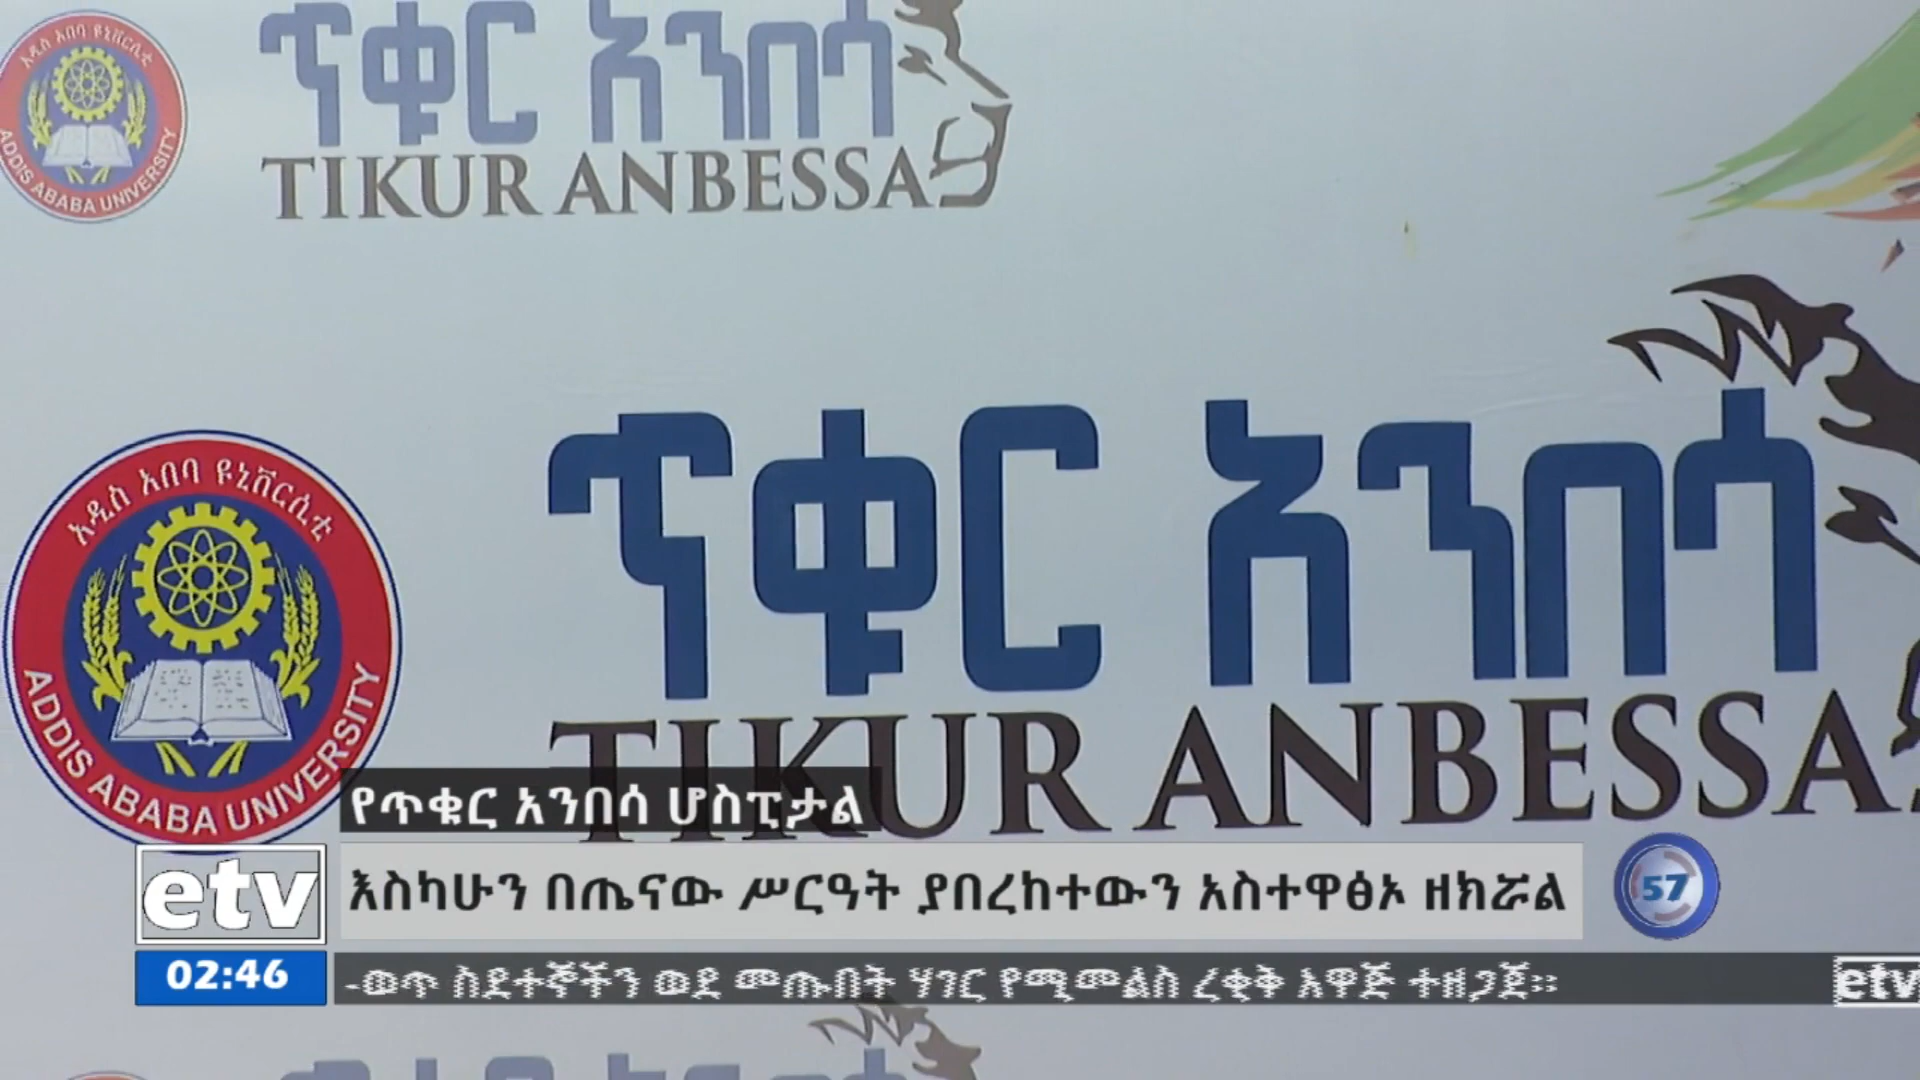 አዲስ አበባ ዩኒቨርሲቲ
ADDIS ABABA UNIVERSITY
ጥቁር አንበሳ
TIKUR ANBESSA
አዲስ አበባ ዩኒቨርሲቲ
ADDIS ABABA UNIVERSITY
ጥቁር አንበሳ
TIKUR ANBESSA
የጥቁር አንበሳ ሆስፒታል
etv
እስካሁን በጤናው ሥርዓት ያበረከተውን አስተዋፅኦ ዘክሯል
57
02:46
-ወጥ ስደተኞችን ወደ መጡበት ሃገር የሚመልስ ረቂቅ አዋጅ ተዘጋጀ።
etv